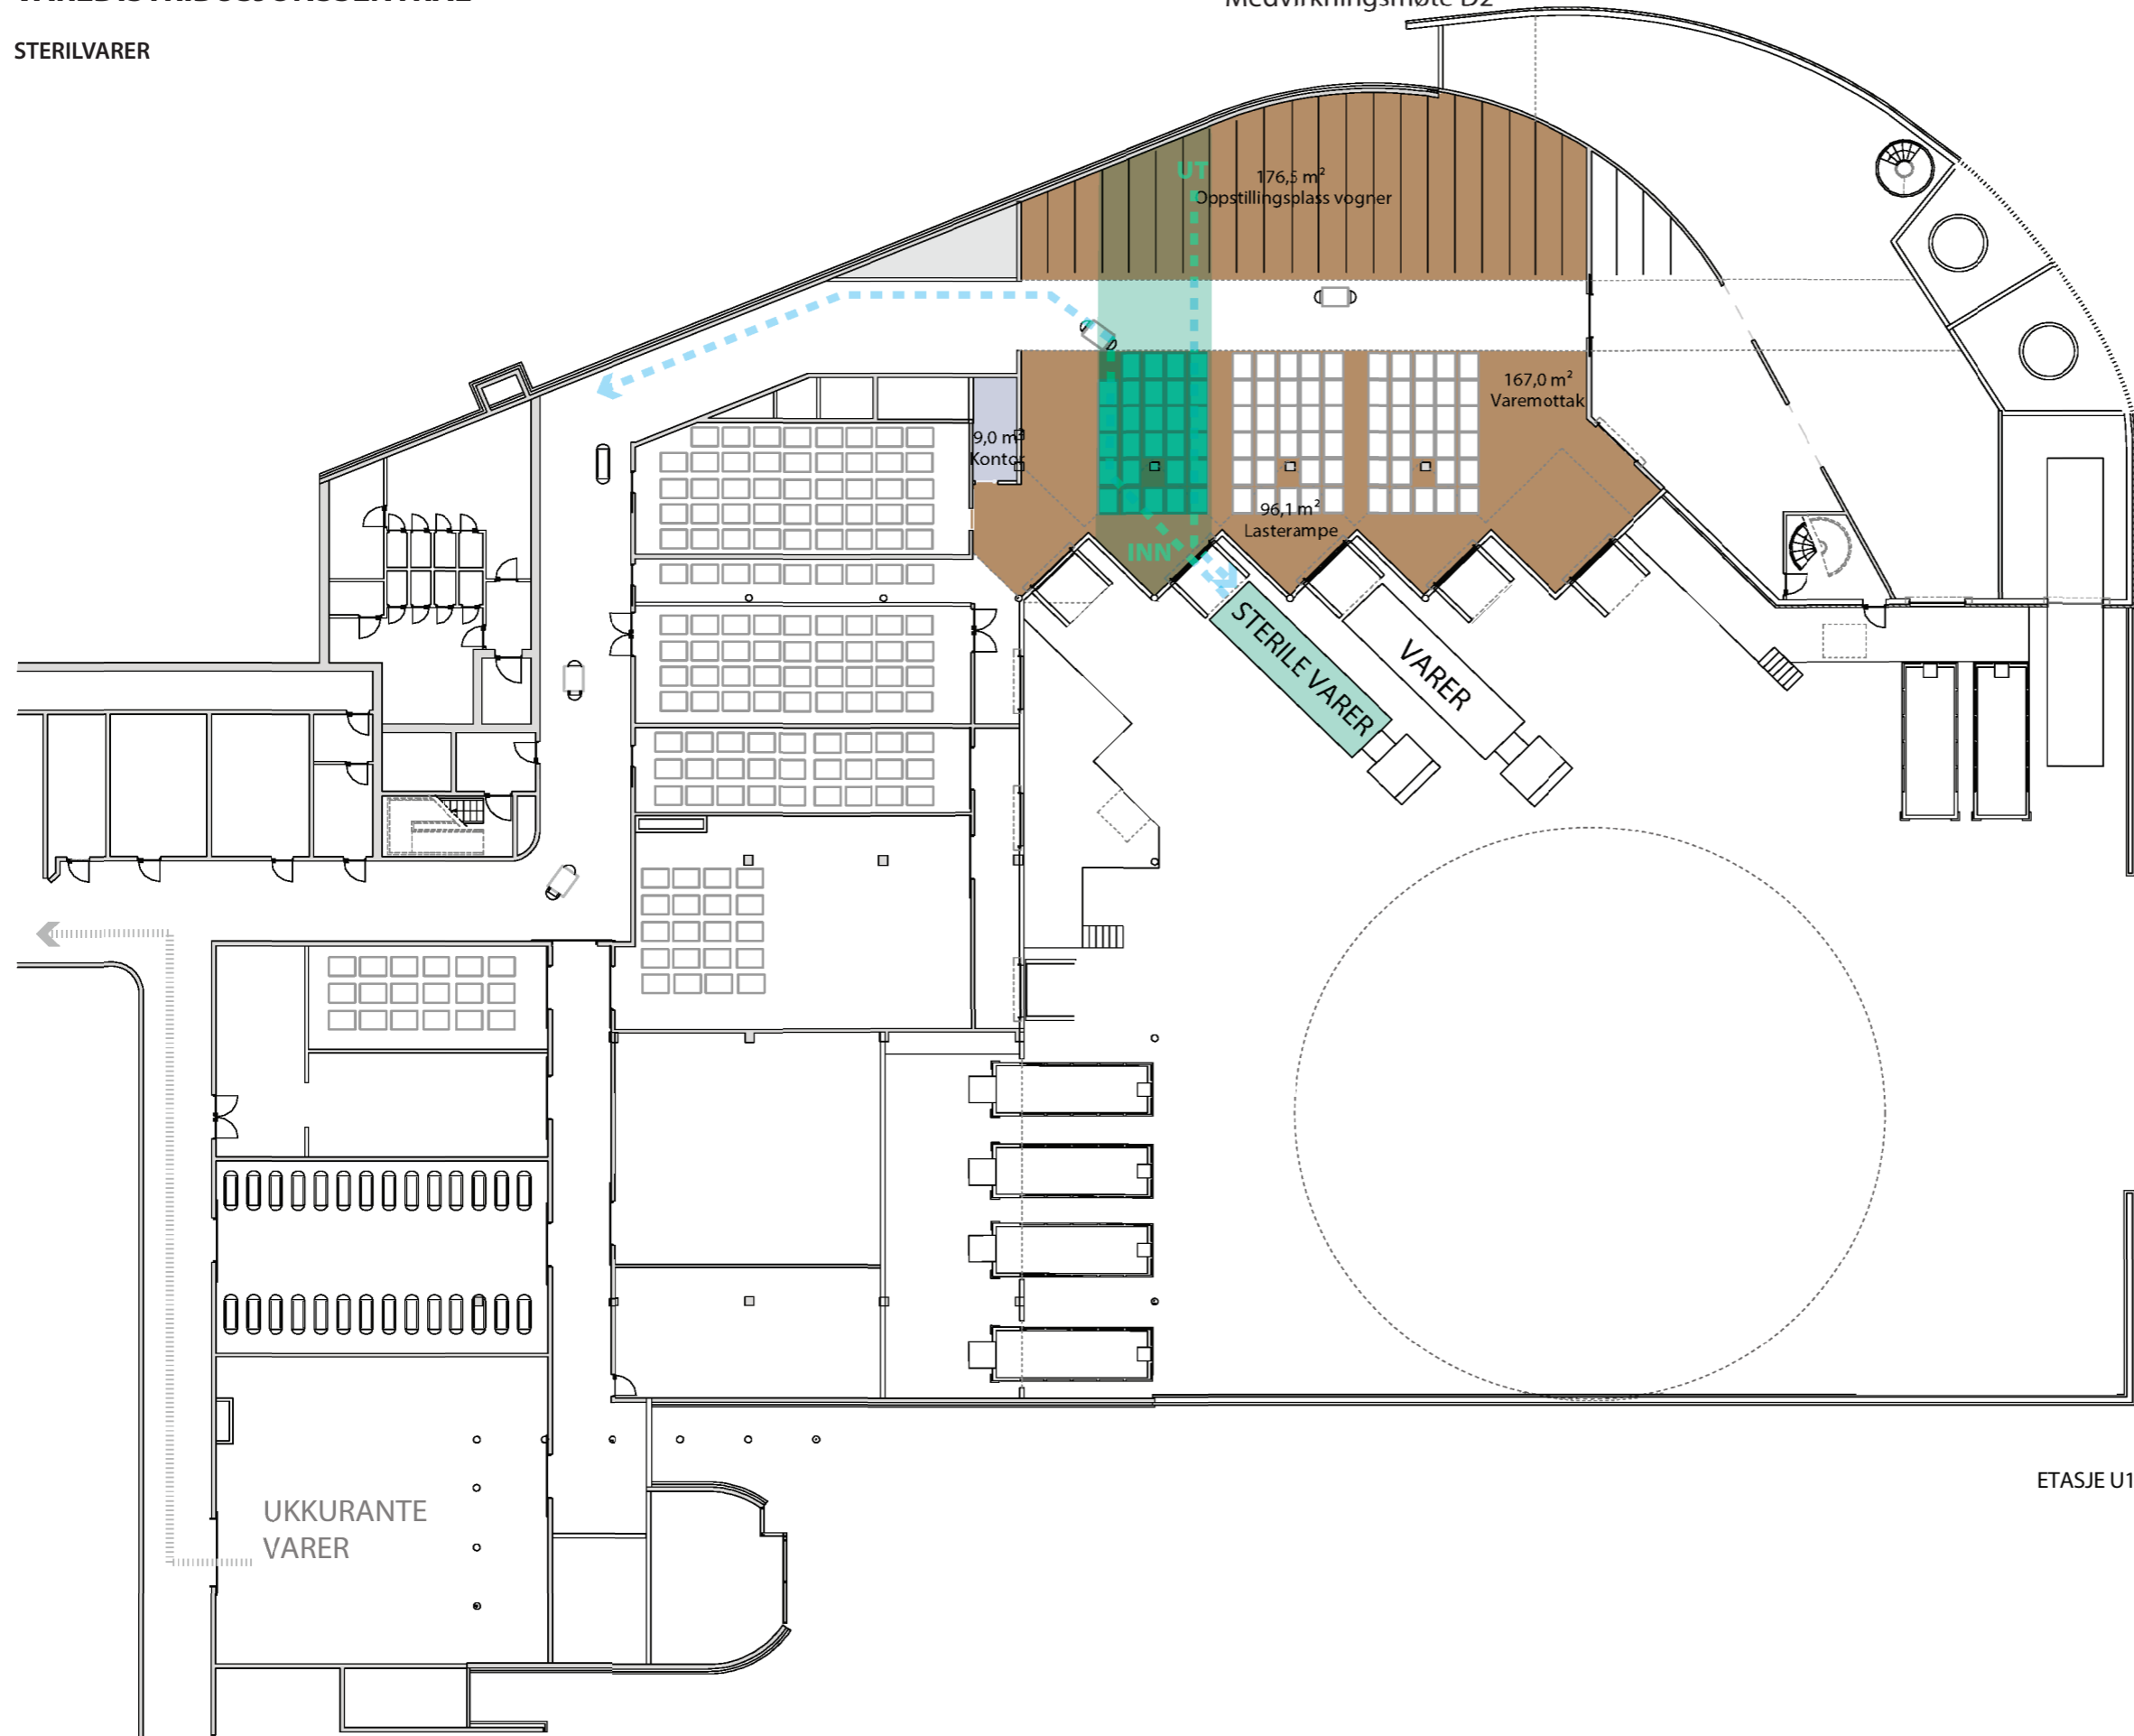 STERILVARER
UT
176,5 m²
Oppstillingsplass vogner
167,0 m²
Varemottak
9,0 m²
Kontor
96,1 m²
Lasterampe
INN
STERILE VARER
VARER
ETASJE U1
UKKURANTE
VARER